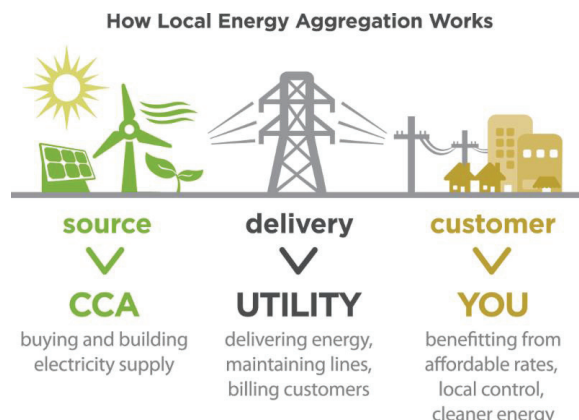 How Local Energy Aggregation Works
source
CCA
buying and building
electricity supply
delivery
UTILITY
delivering energy,
maintaining lines,
billing customers
customer
YOU
benefitting from
affordable rates,
local control,
cleaner energy